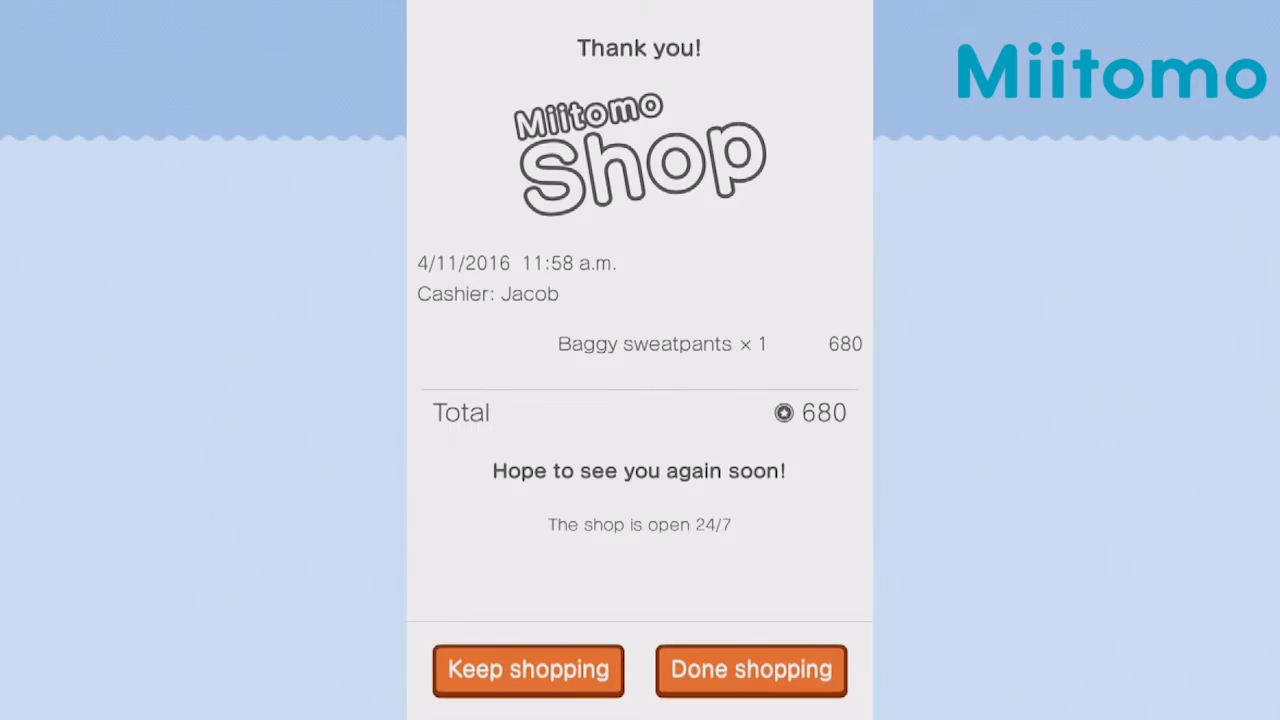 Thank you!
Miitomo
Miitomo
Shop
4/11/2016 11:58 a.m.
Cashier: Jacob
Baggy sweatpants × 1 680
Total 680
Hope to see you again soon!
The shop is open 24/7
Keep shopping Done shopping